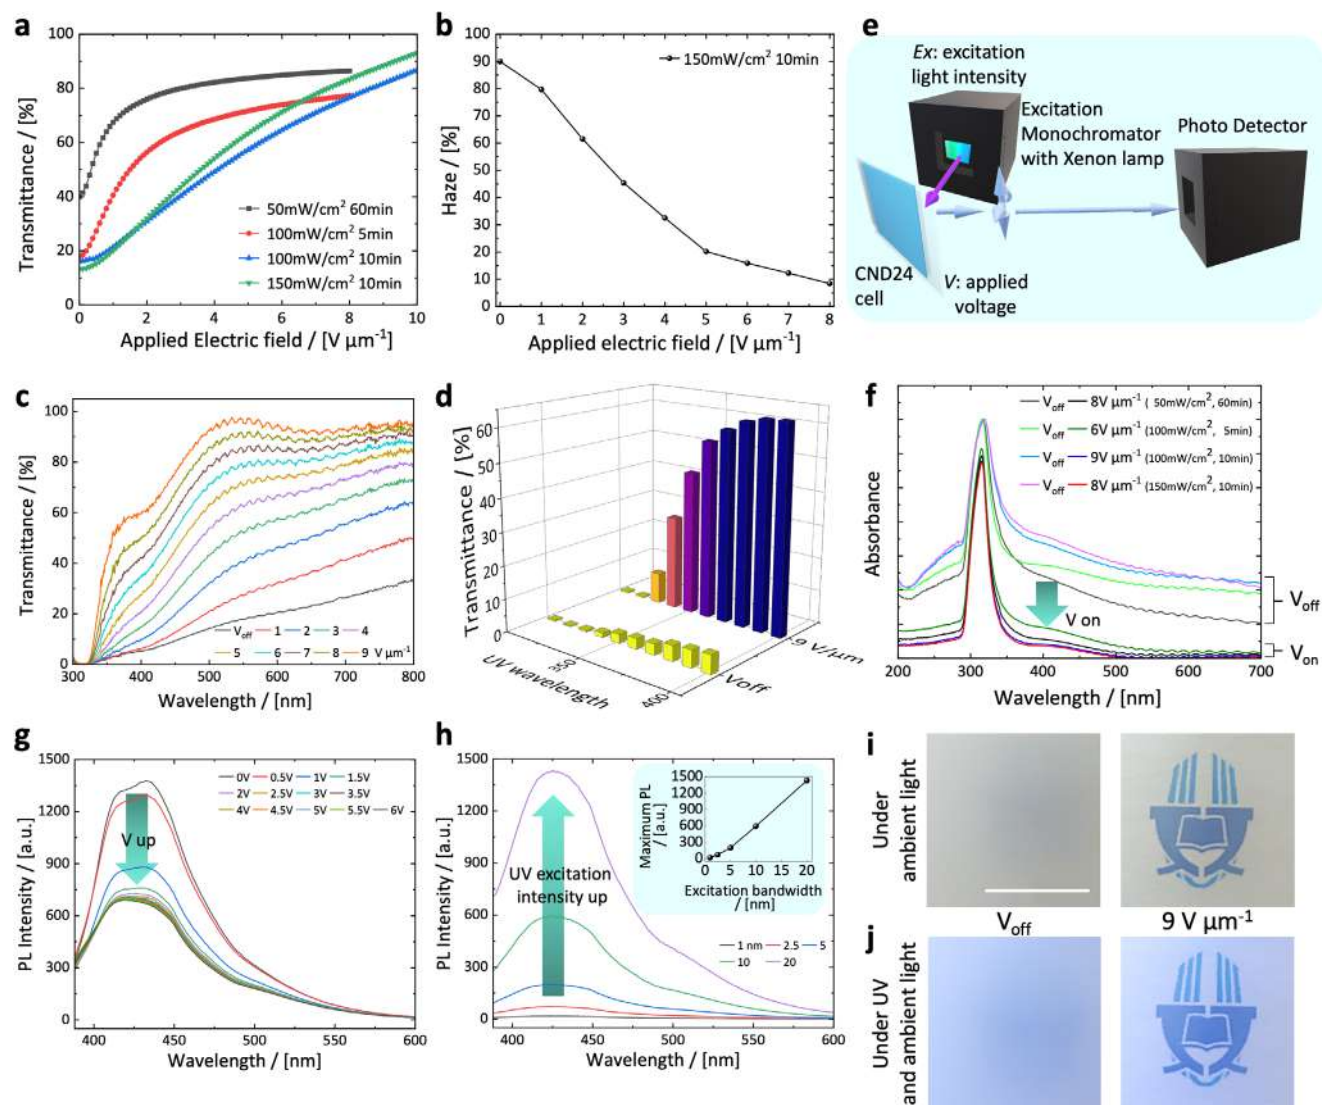 a
Transmittance / [%]
100
80
60
40
20
0
50mW/cm² 60min
100mW/cm² 5min
100mW/cm² 10min
150mW/cm² 10min
0 2 4 6 8 10
Applied Electric field / [V µm⁻¹]
b
Haze / [%]
100
90
80
70
60
50
40
30
20
10
0
150mW/cm² 10min
0 1 2 3 4 5 6 7 8
Applied electric field / [V µm⁻¹]
e
Ex: excitation
light intensity
Excitation
Monochromator
with Xenon lamp
Photo Detector
CND24
cell
V: applied
voltage
c
Transmittance / [%]
100
80
60
40
20
0
V_off 1 2 3 4
5 6 7 8 9 V µm⁻¹
300 400 500 600 700 800
Wavelength / [nm]
d
Transmittance / [%]
60
50
40
30
20
10
0
350
400
UV wavelength
Voff
9 V/µm
f
Absorbance
V_off 8V µm⁻¹ ( 50mW/cm², 60min)
V_off 6V µm⁻¹ (100mW/cm², 5min)
V_off 9V µm⁻¹ (100mW/cm², 10min)
V_off 8V µm⁻¹ (150mW/cm², 10min)
V on
V_off
V_on
200 300 400 500 600 700
Wavelength / [nm]
g
PL Intensity / [a.u.]
1500
1200
900
600
300
0
0V 0.5V 1V 1.5V
2V 2.5V 3V 3.5V
4V 4.5V 5V 5.5V 6V
V up
400 450 500 550 600
Wavelength / [nm]
h
PL Intensity / [a.u.]
1500
1200
900
600
300
0
UV excitation
intensity up
Maximum PL
/ [a.u.]
1500
1200
900
600
300
0
0 5 10 15 20
Excitation bandwidth
/ [nm]
1 nm 2.5 5
10 20
400 450 500 550 600
Wavelength / [nm]
i
Under
ambient light
V_off
9 V µm⁻¹
j
Under UV
and ambient light